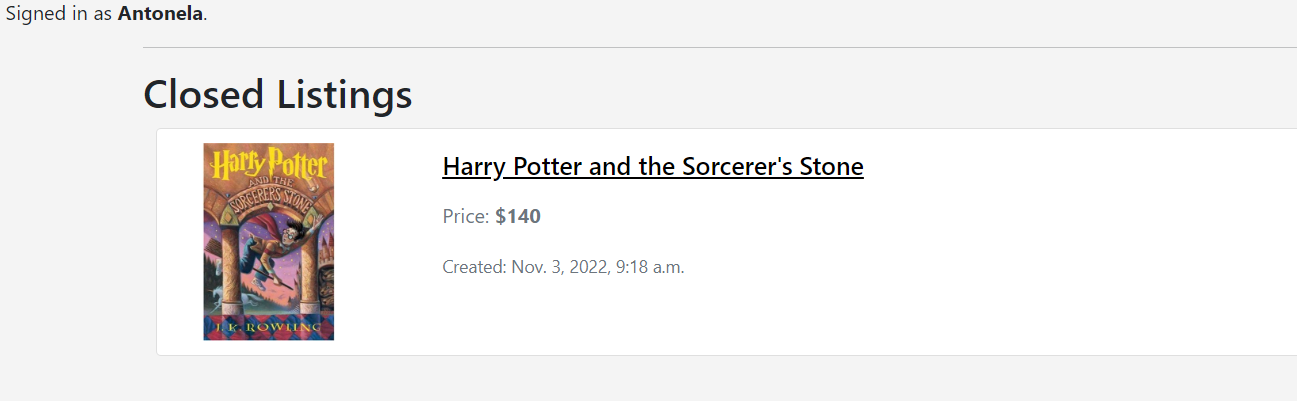 Signed in as Antonela.
Closed Listings
Harry Potter
AND THE
SORCERER'S STONE
J. K. ROWLING
Harry Potter and the Sorcerer's Stone
Price: $140
Created: Nov. 3, 2022, 9:18 a.m.